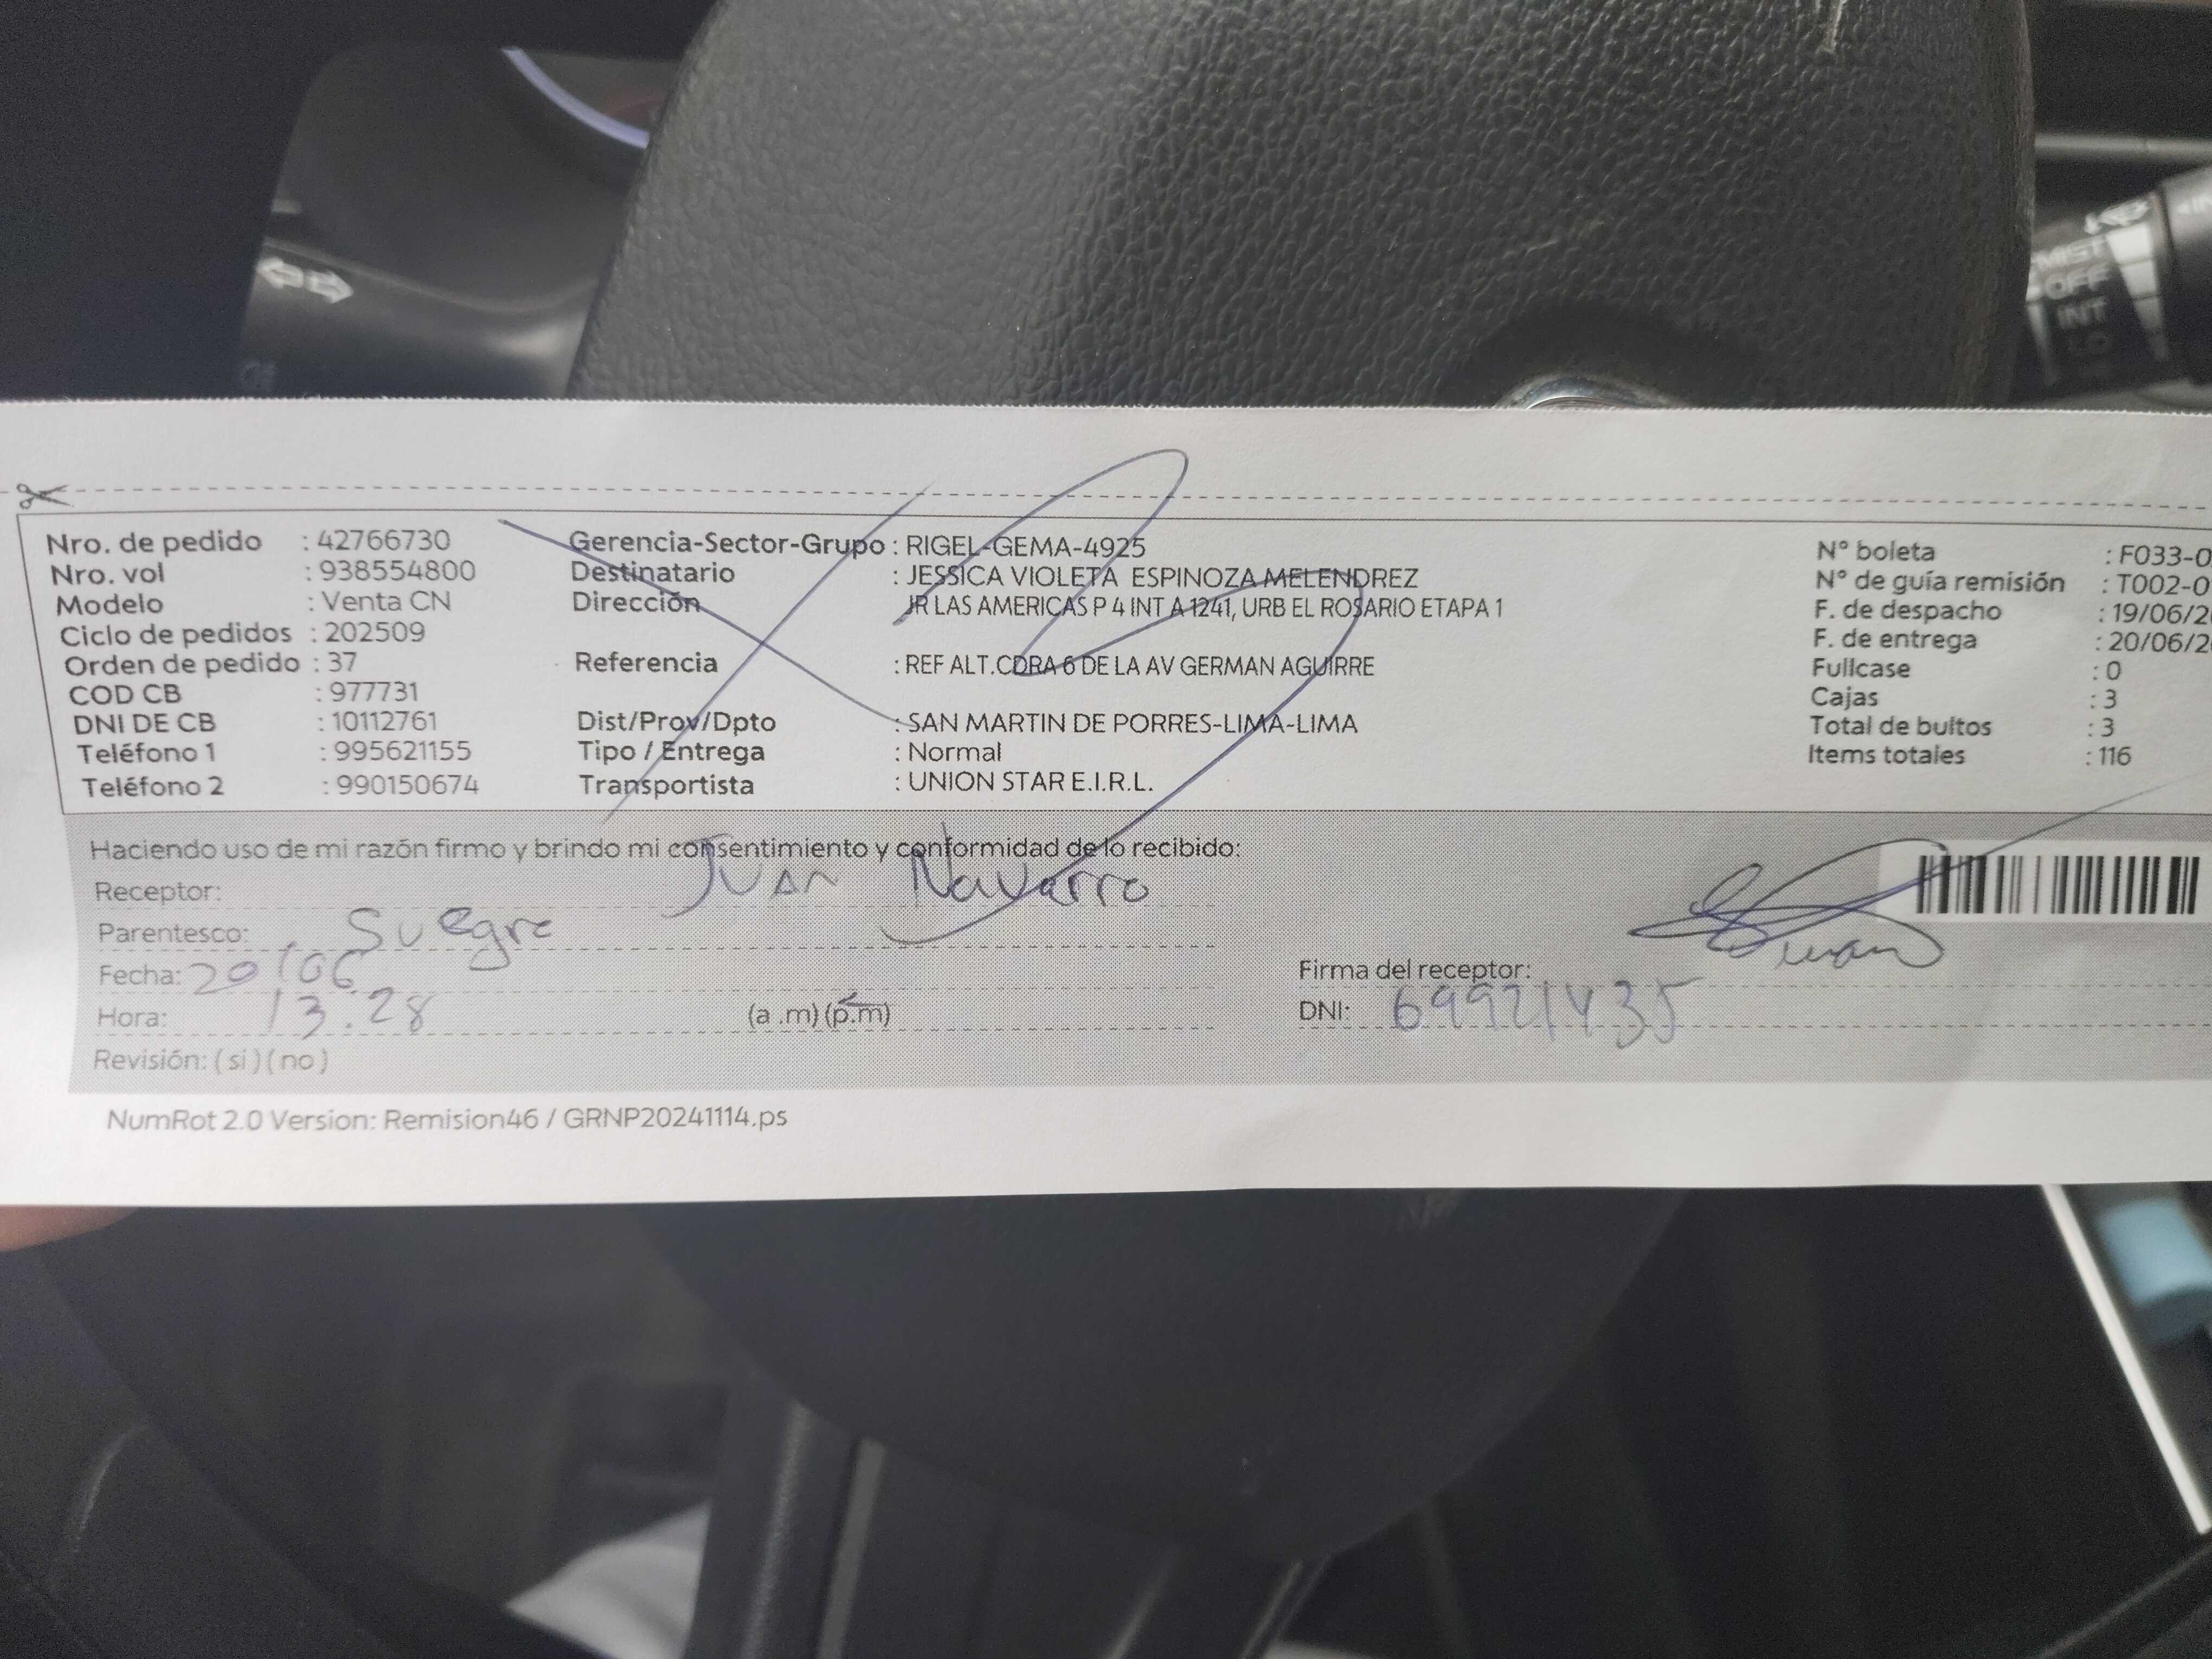 Nro. de pedido : 42766730 Gerencia-Sector-Grupo : RIGEL-GEMA-4925 N° boleta : F033-0
Nro. vol : 938554800 Destinatario : JESSICA VIOLETA ESPINOZA MELENDREZ N° de guía remisión : T002-0
Modelo : Venta CN Dirección JR LAS AMERICAS P 4 INT A 1241, URB EL ROSARIO ETAPA 1 F. de despacho : 19/06/2
Ciclo de pedidos : 202509 F. de entrega : 20/06/2
Orden de pedido : 37 Referencia : REF ALT.CDRA 6 DE LA AV GERMAN AGUIRRE Fullcase : 0
COD CB : 977731 Cajas : 3
DNI DE CB : 10112761 Dist/Prov/Dpto : SAN MARTIN DE PORRES-LIMA-LIMA Total de bultos : 3
Teléfono 1 : 995621155 Tipo / Entrega : Normal Items totales : 116
Teléfono 2 : 990150674 Transportista : UNION STAR E.I.R.L.
Haciendo uso de mi razón firmo y brindo mi consentimiento y conformidad de lo recibido:
Receptor: Juan Navarro
Parentesco: Suegro
Fecha: 20/06 Firma del receptor:
Hora: 13.28 (a .m) (p.m) DNI: 69921435
Revisión: ( si ) ( no )
NumRot 2.0 Version: Remision46 / GRNP20241114.ps
MIST
OFF
INT